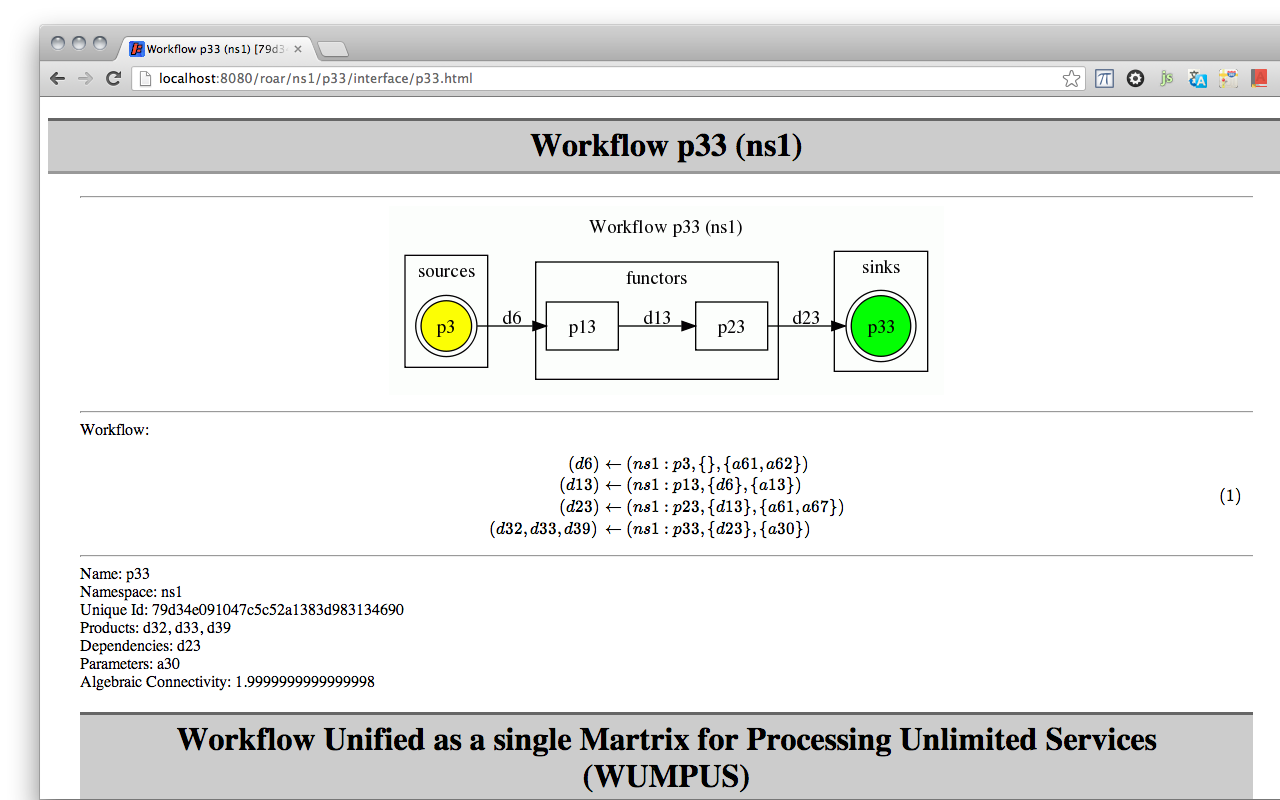 Workflow p33 (ns1) [79d3
localhost:8080/roar/ns1/p33/interface/p33.html
π js
Workflow p33 (ns1)
Workflow p33 (ns1)
sources functors sinks
p3 d6 p13 d13 p23 d23 p33
Workflow:
(d6) ← (ns1 : p3, {}, {a61, a62})
(d13) ← (ns1 : p13, {d6}, {a13})
(d23) ← (ns1 : p23, {d13}, {a61, a67})
(d32, d33, d39) ← (ns1 : p33, {d23}, {a30})
(1)
Name: p33
Namespace: ns1
Unique Id: 79d34e091047c5c52a1383d983134690
Products: d32, d33, d39
Dependencies: d23
Parameters: a30
Algebraic Connectivity: 1.9999999999999998
Workflow Unified as a single Martrix for Processing Unlimited Services
(WUMPUS)